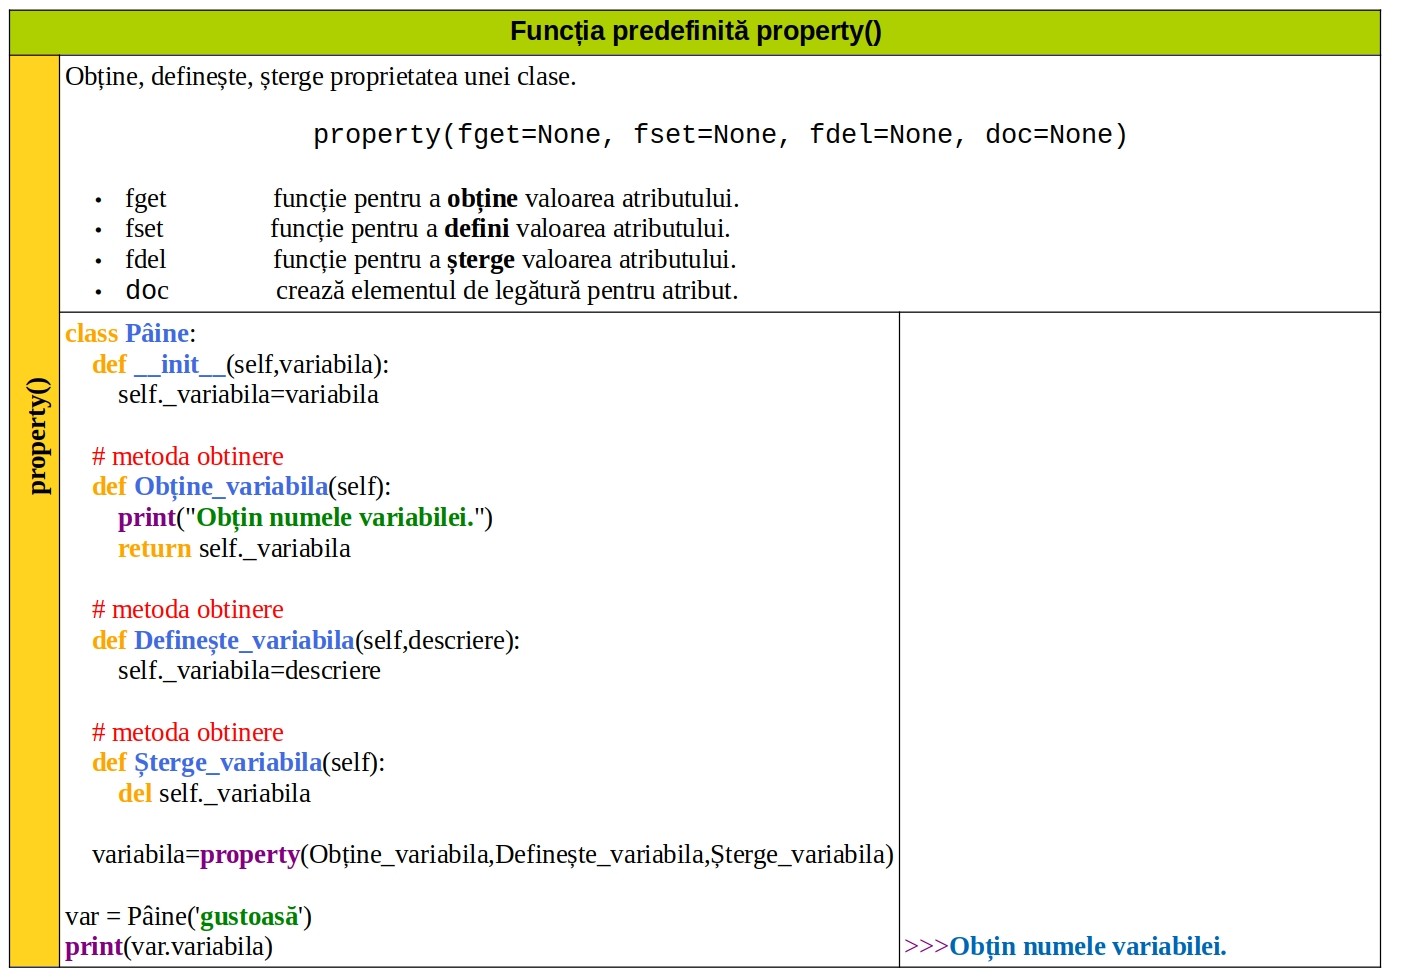 Funcția predefinită property()
property()
Obține, definește, șterge proprietatea unei clase.
property(fget=None, fset=None, fdel=None, doc=None)
• fget funcție pentru a obține valoarea atributului.
• fset funcție pentru a defini valoarea atributului.
• fdel funcție pentru a șterge valoarea atributului.
• doc crează elementul de legătură pentru atribut.
class Pâine:
def __init__(self,variabila):
self._variabila=variabila
# metoda obtinere
def Obține_variabila(self):
print("Obțin numele variabilei.")
return self._variabila
# metoda obtinere
def Definește_variabila(self,descriere):
self._variabila=descriere
# metoda obtinere
def Șterge_variabila(self):
del self._variabila
variabila=property(Obține_variabila,Definește_variabila,Șterge_variabila)
var = Pâine('gustoasă')
print(var.variabila)
>>>Obțin numele variabilei.